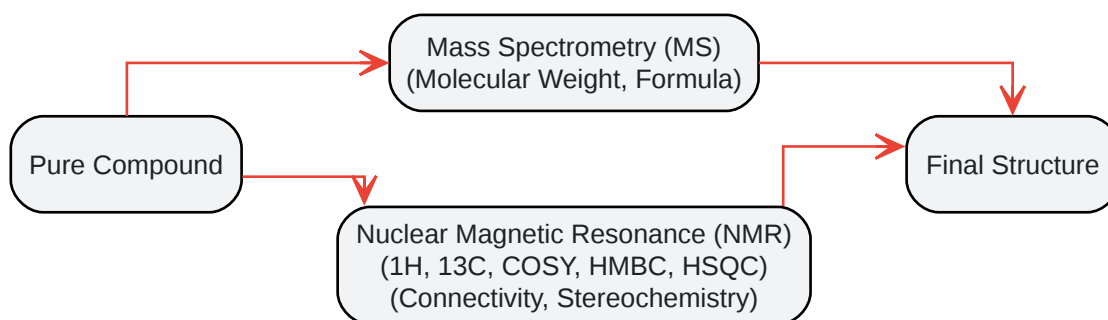 Mass Spectrometry (MS)
(Molecular Weight, Formula)
Pure Compound
Final Structure
Nuclear Magnetic Resonance (NMR)
(1H, 13C, COSY, HMBC, HSQC)
(Connectivity, Stereochemistry)